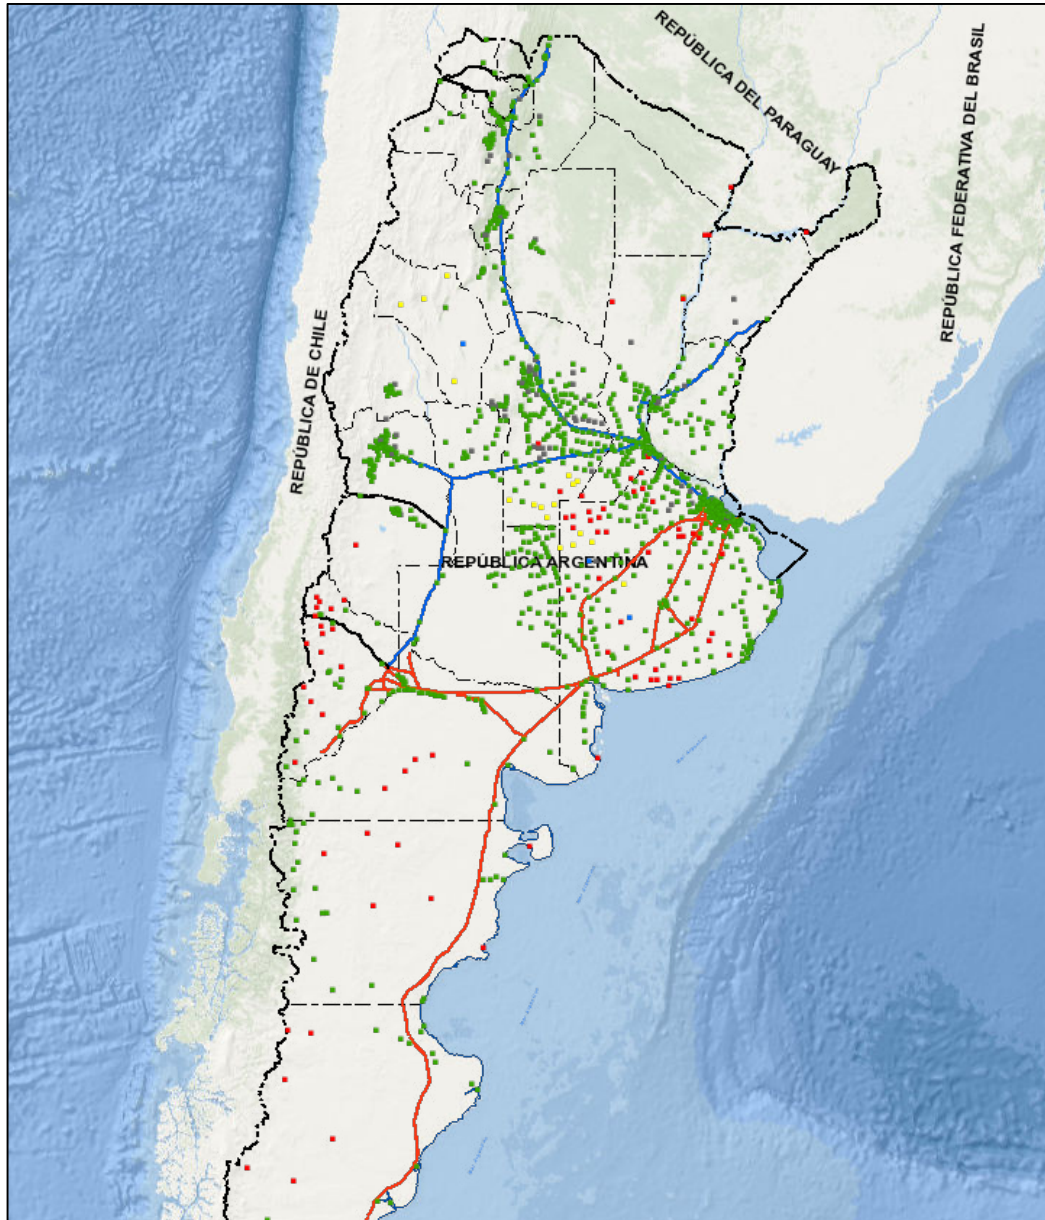 REPÚBLICA DEL PARAGUAY
REPÚBLICA FEDERATIVA DEL BRASIL
REPÚBLICA DE CHILE
REPÚBLICA ARGENTINA